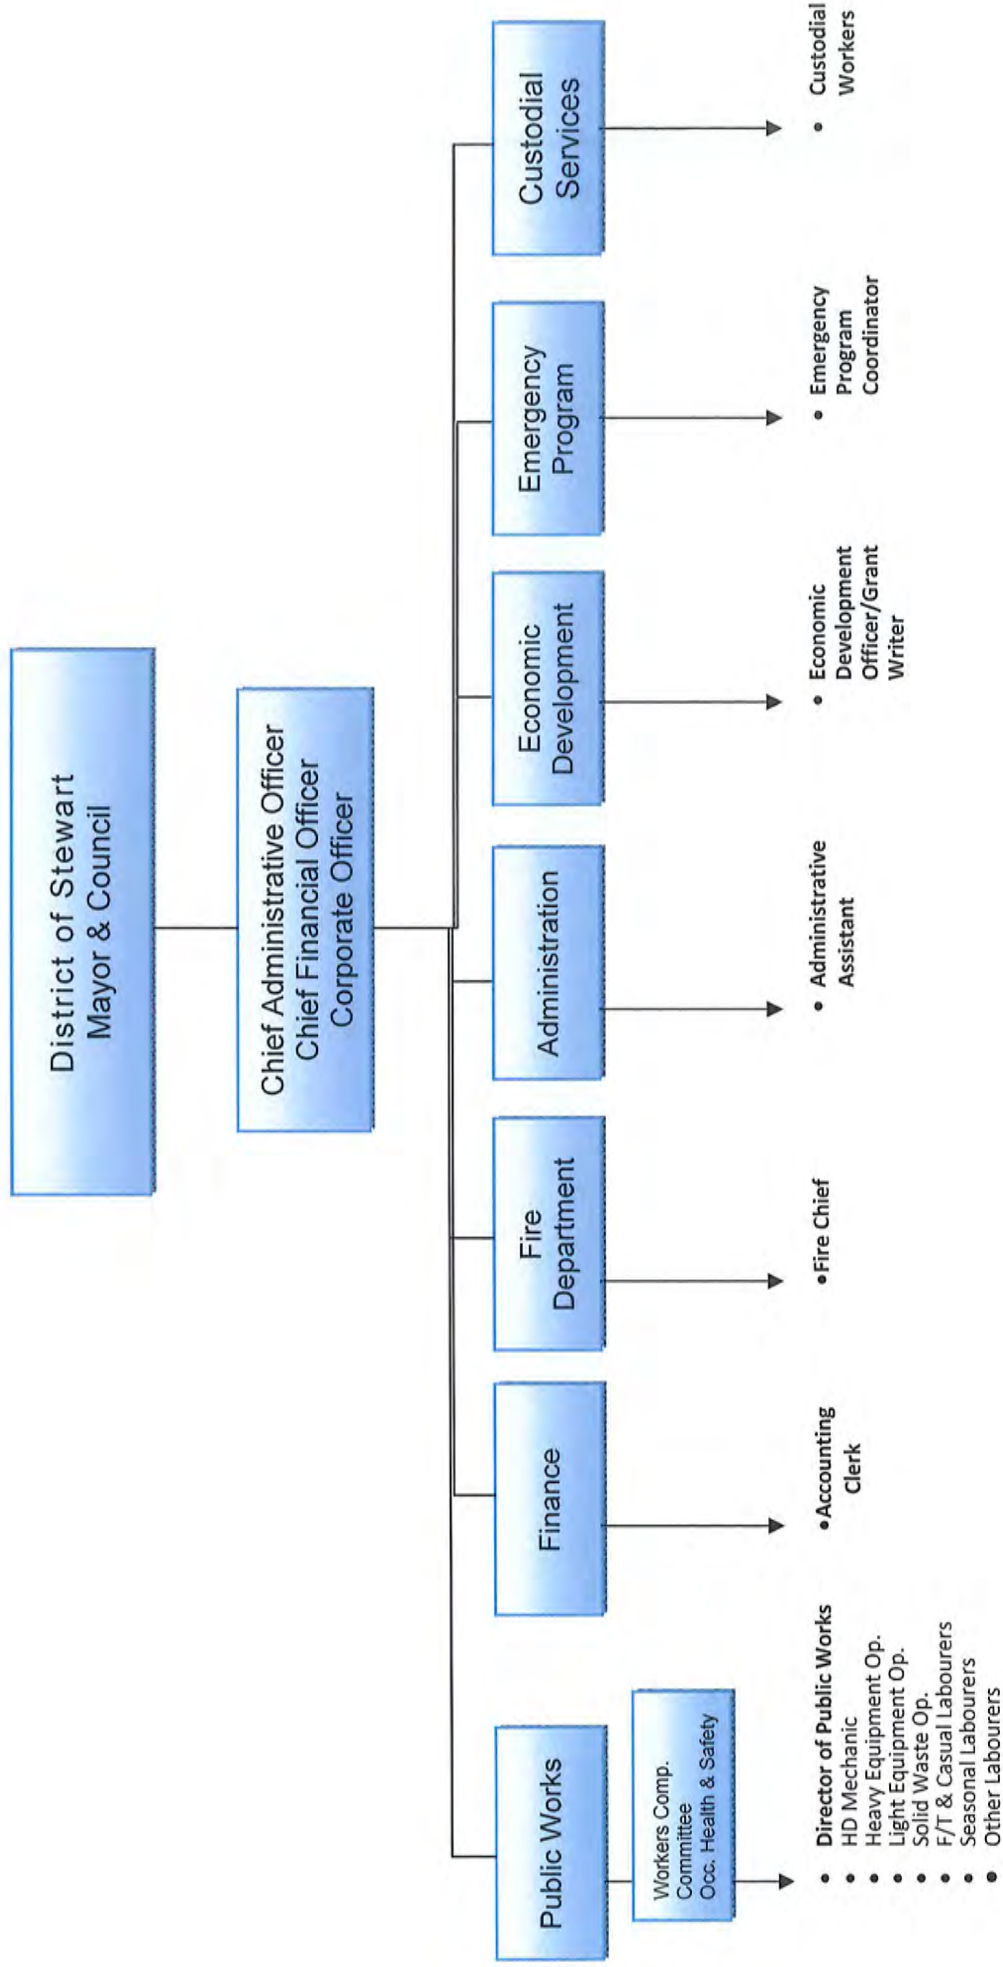 District of Stewart
Mayor & Council
Chief Administrative Officer
Chief Financial Officer
Corporate Officer
Public Works
Finance
Fire
Department
Administration
Economic
Development
Emergency
Program
Custodial
Services
Workers Comp.
Committee
Occ. Health & Safety
• Director of Public Works
• HD Mechanic
• Heavy Equipment Op.
• Light Equipment Op.
• Solid Waste Op.
• F/T & Casual Labourers
• Seasonal Labourers
• Other Labourers
•Accounting
Clerk
•Fire Chief
• Administrative
Assistant
• Economic
Development
Officer/Grant
Writer
• Emergency
Program
Coordinator
• Custodial
Workers